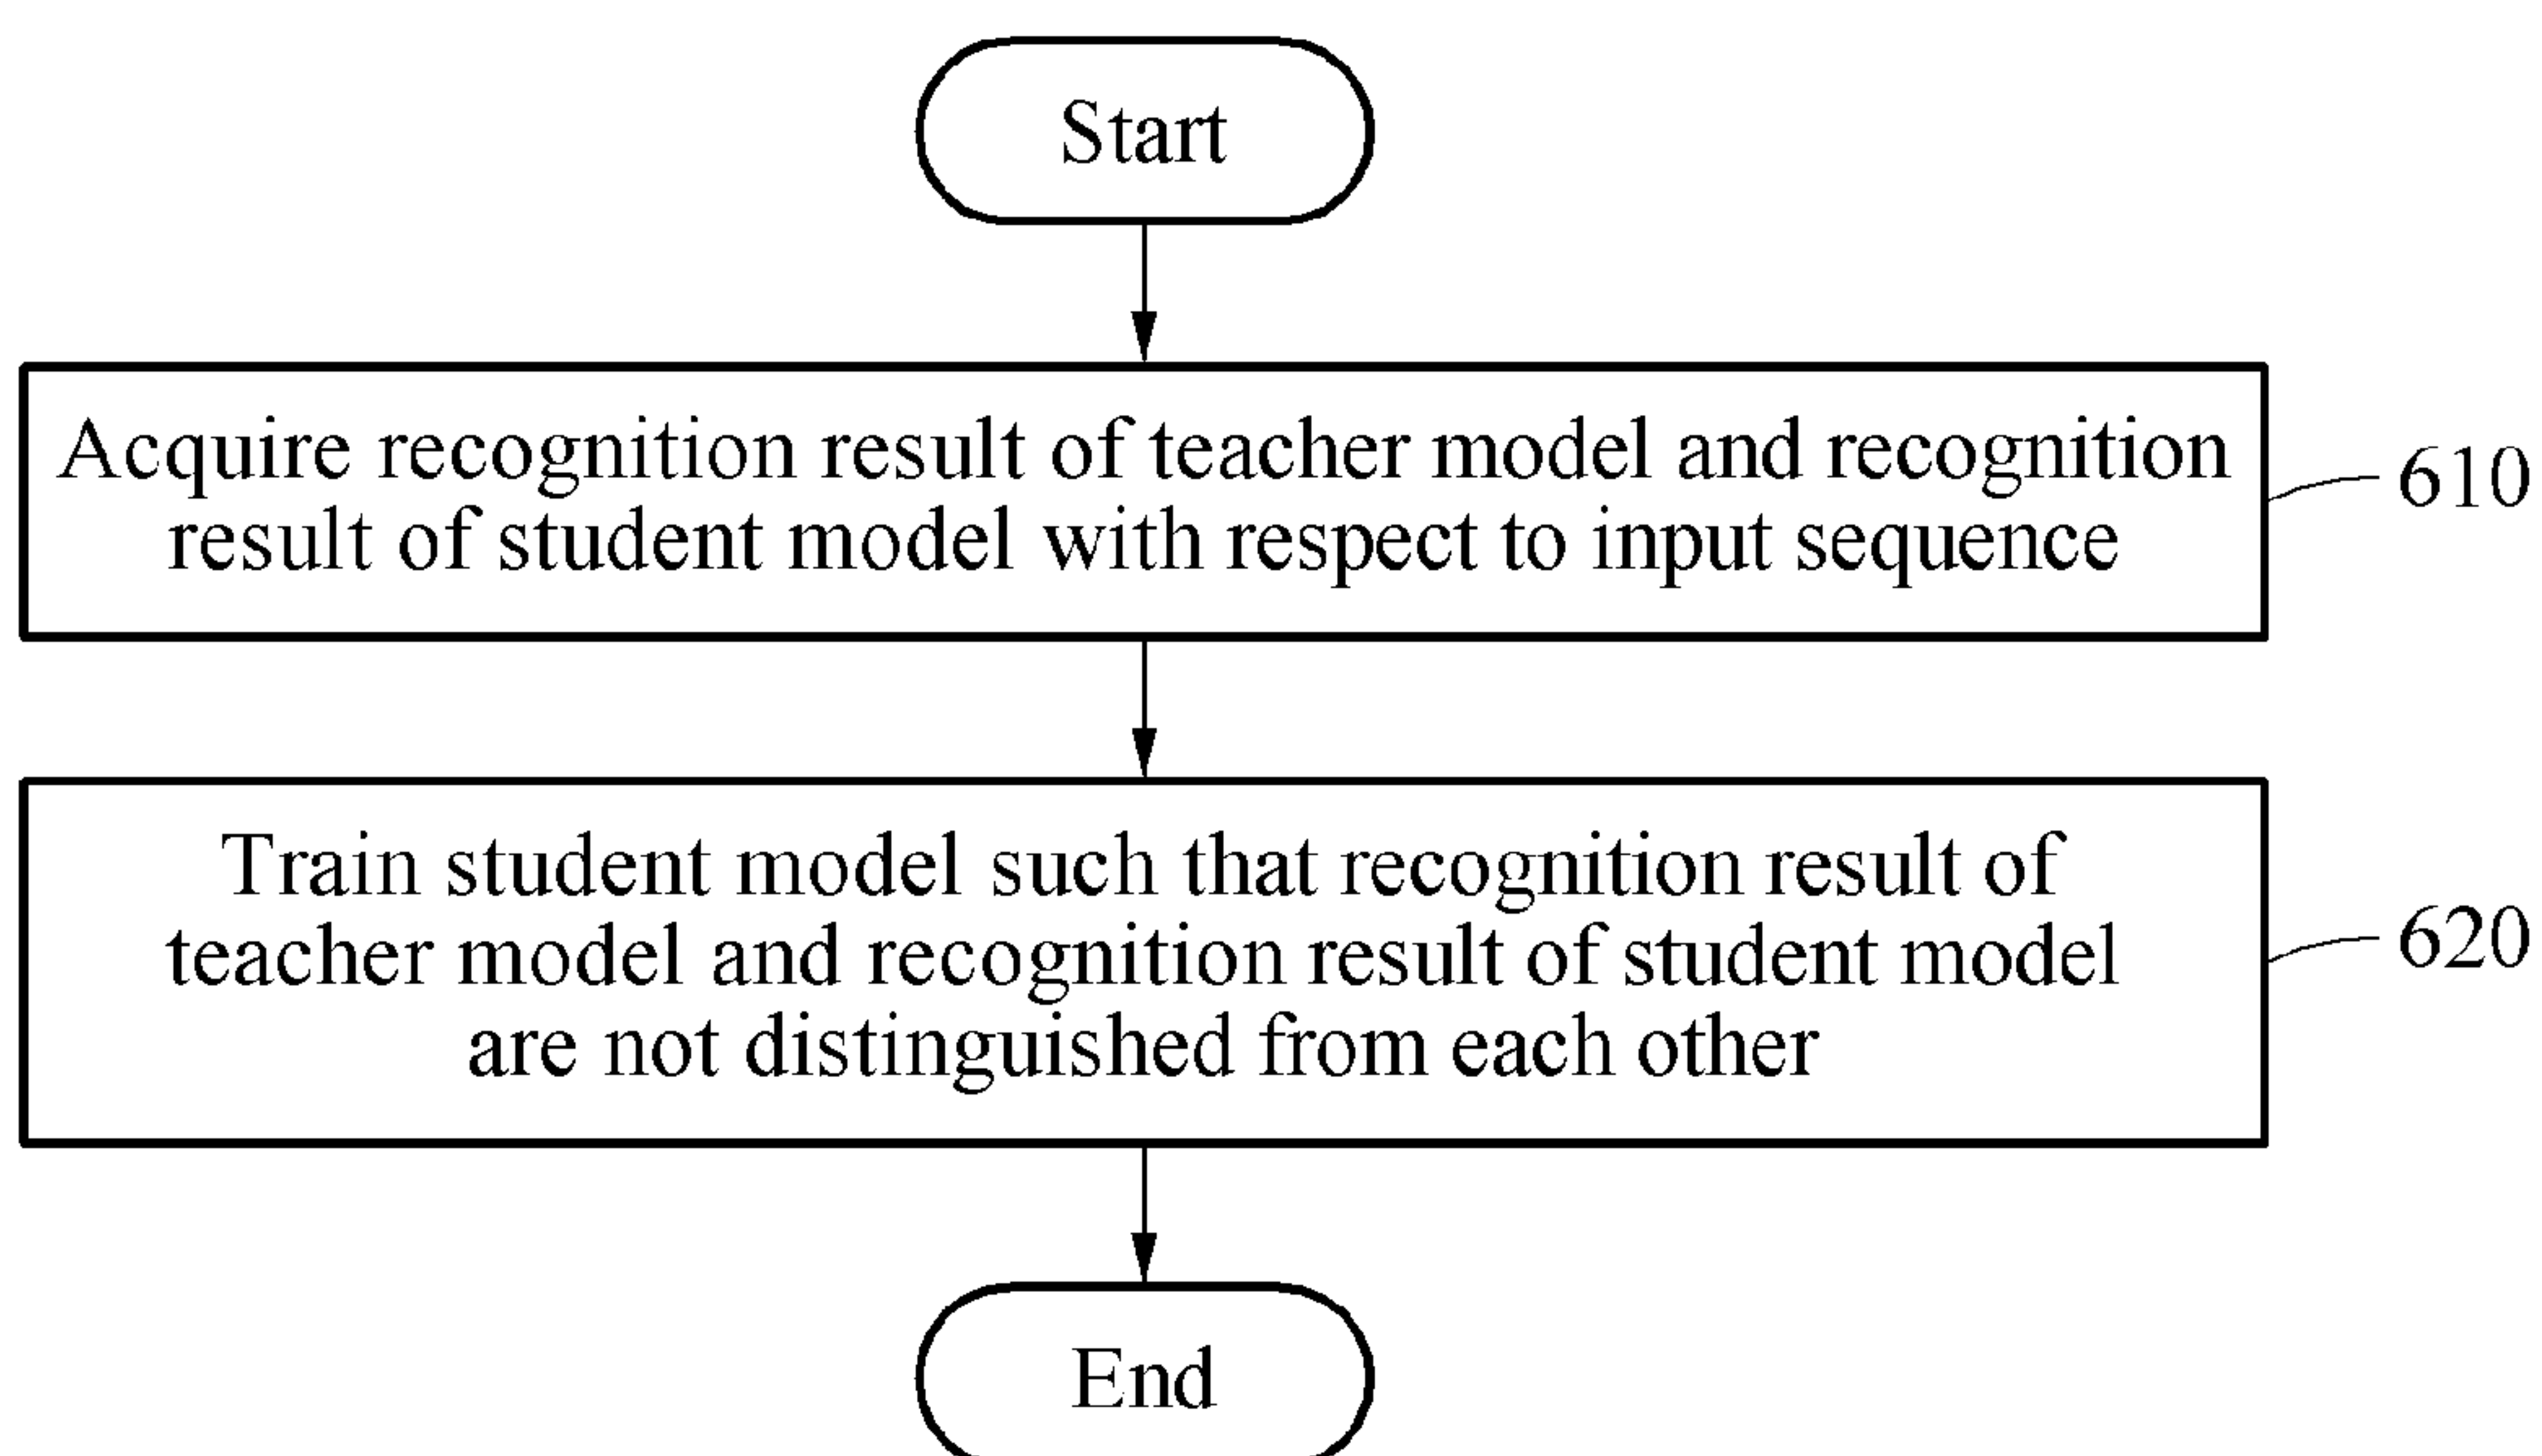 Start
Acquire recognition result of teacher model and recognition
result of student model with respect to input sequence
610
Train student model such that recognition result of
teacher model and recognition result of student model
are not distinguished from each other
620
End